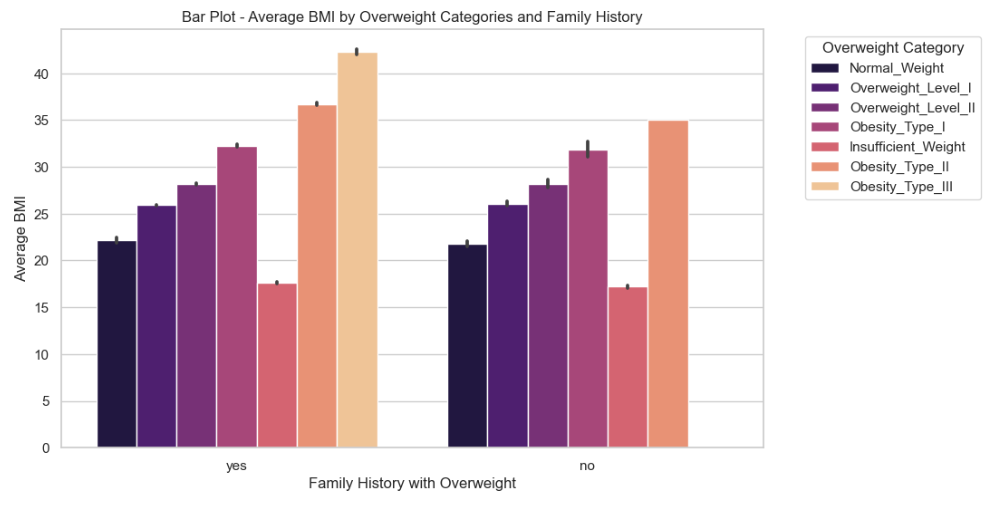 Bar Plot - Average BMI by Overweight Categories and Family History
Overweight Category
Normal_Weight
Overweight_Level_I
Overweight_Level_II
Obesity_Type_I
Insufficient_Weight
Obesity_Type_II
Obesity_Type_III
Average BMI
40
35
30
25
20
15
10
5
0
yes
no
Family History with Overweight